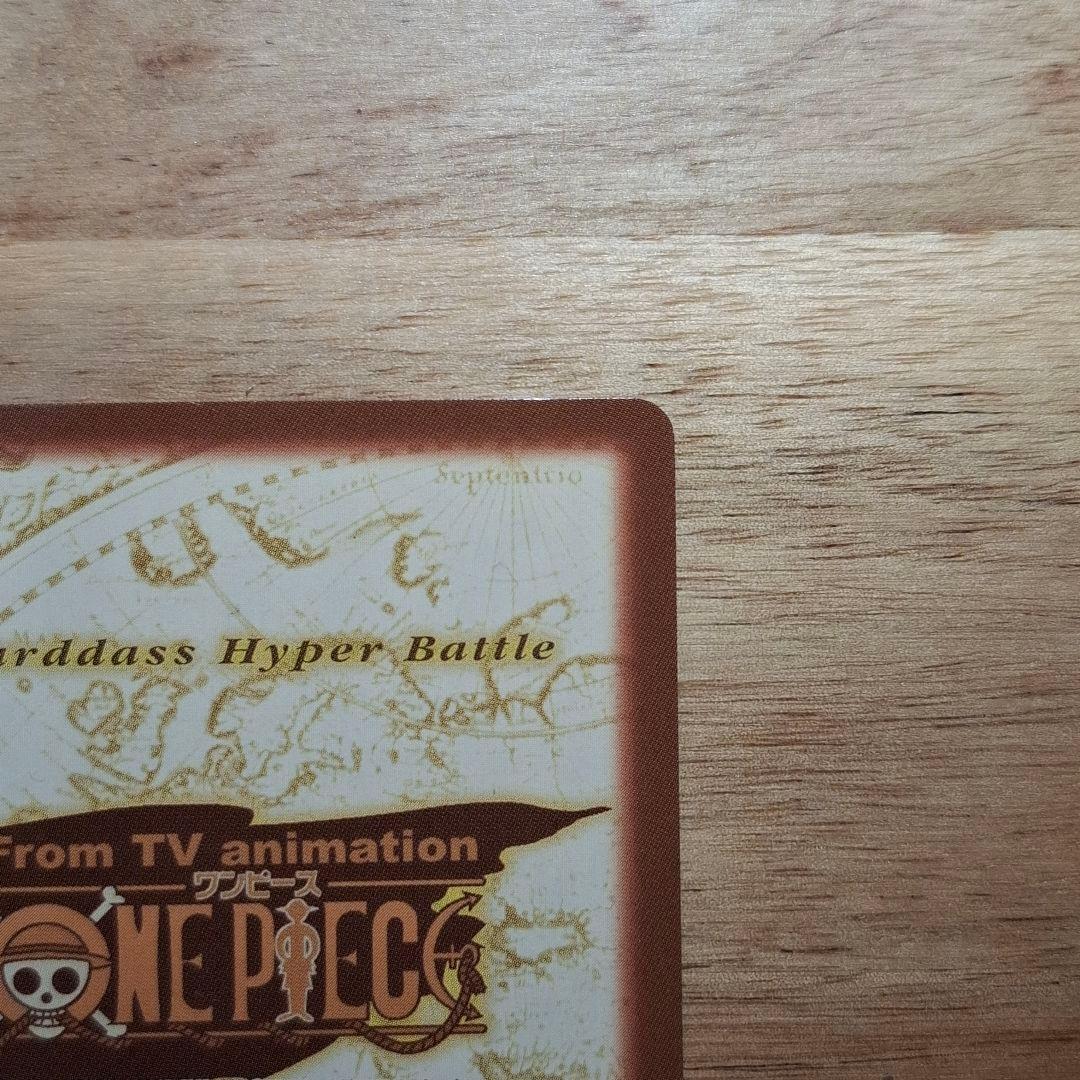 Septentrio
arddass Hyper Battle
From TV animation
ワンピース
ONE PIECE